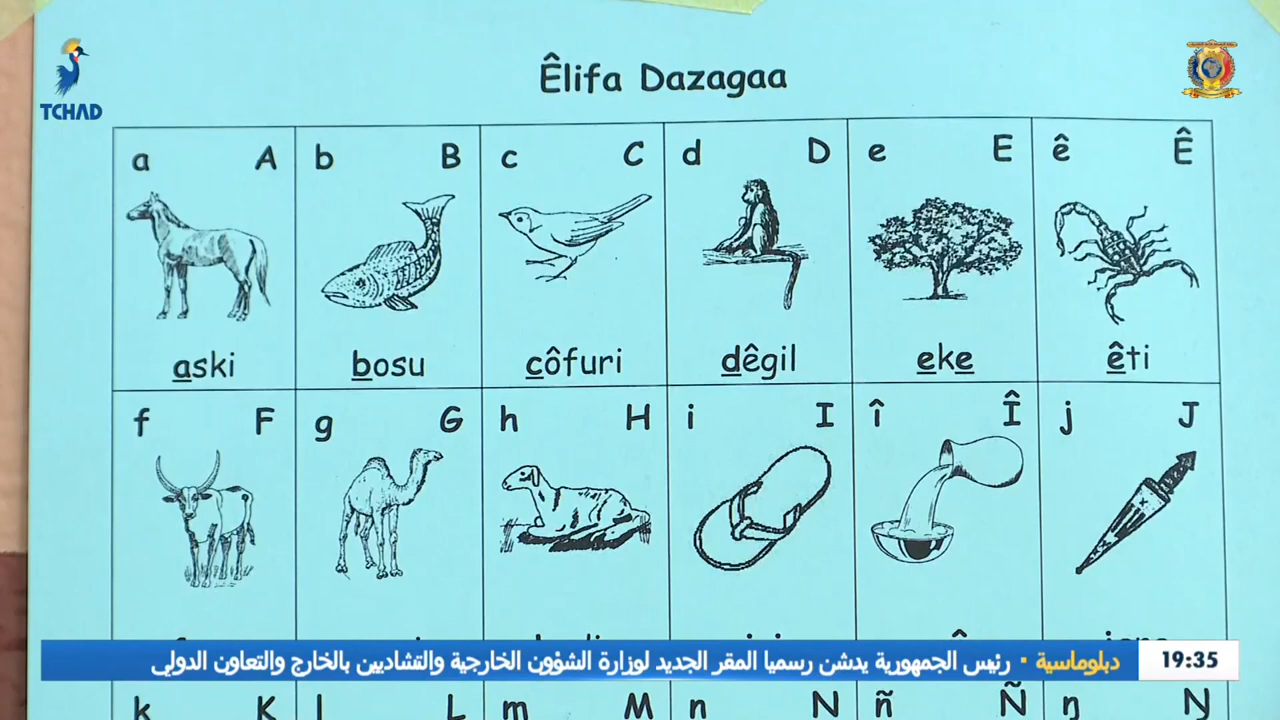 TCHAD
Êlifa Dazagaa
a A b B c C d D e E ê Ê
aski bosu côfuri dêgil eke êti
f F g G h H i I î Î j J
دبلوماسية · رئيس الجمهورية يدشن رسميا المقر الجديد لوزارة الشؤون الخارجية والتشاديين بالخارج والتعاون الدولي 19:35
k K l L m M n N ñ Ñ ŋ Ŋ